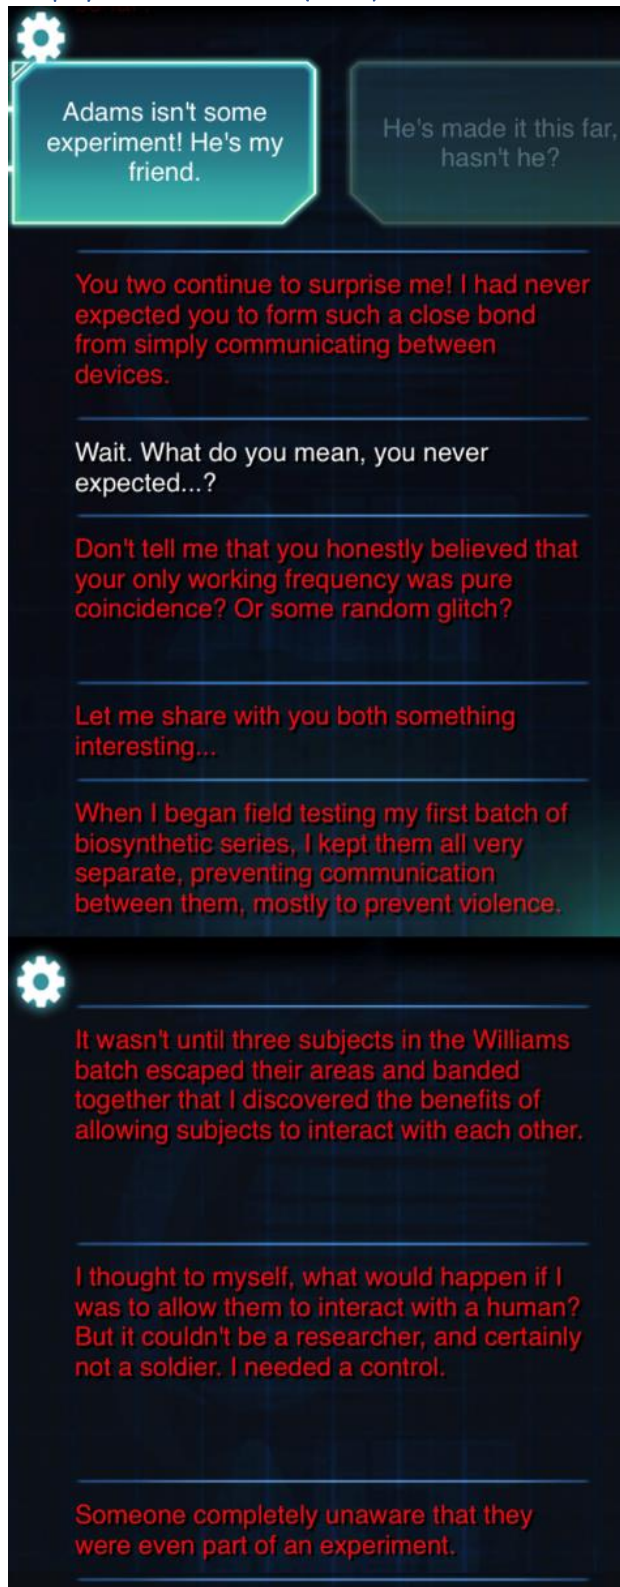 Adams isn't some
experiment! He's my
friend.
He's made it this far,
hasn't he?
You two continue to surprise me! I had never
expected you to form such a close bond
from simply communicating between
devices.
Wait. What do you mean, you never
expected...?
Don't tell me that you honestly believed that
your only working frequency was pure
coincidence? Or some random glitch?
Let me share with you both something
interesting...
When I began field testing my first batch of
biosynthetic series, I kept them all very
separate, preventing communication
between them, mostly to prevent violence.
It wasn't until three subjects in the Williams
batch escaped their areas and banded
together that I discovered the benefits of
allowing subjects to interact with each other.
I thought to myself, what would happen if I
was to allow them to interact with a human?
But it couldn't be a researcher, and certainly
not a soldier. I needed a control.
Someone completely unaware that they
were even part of an experiment.